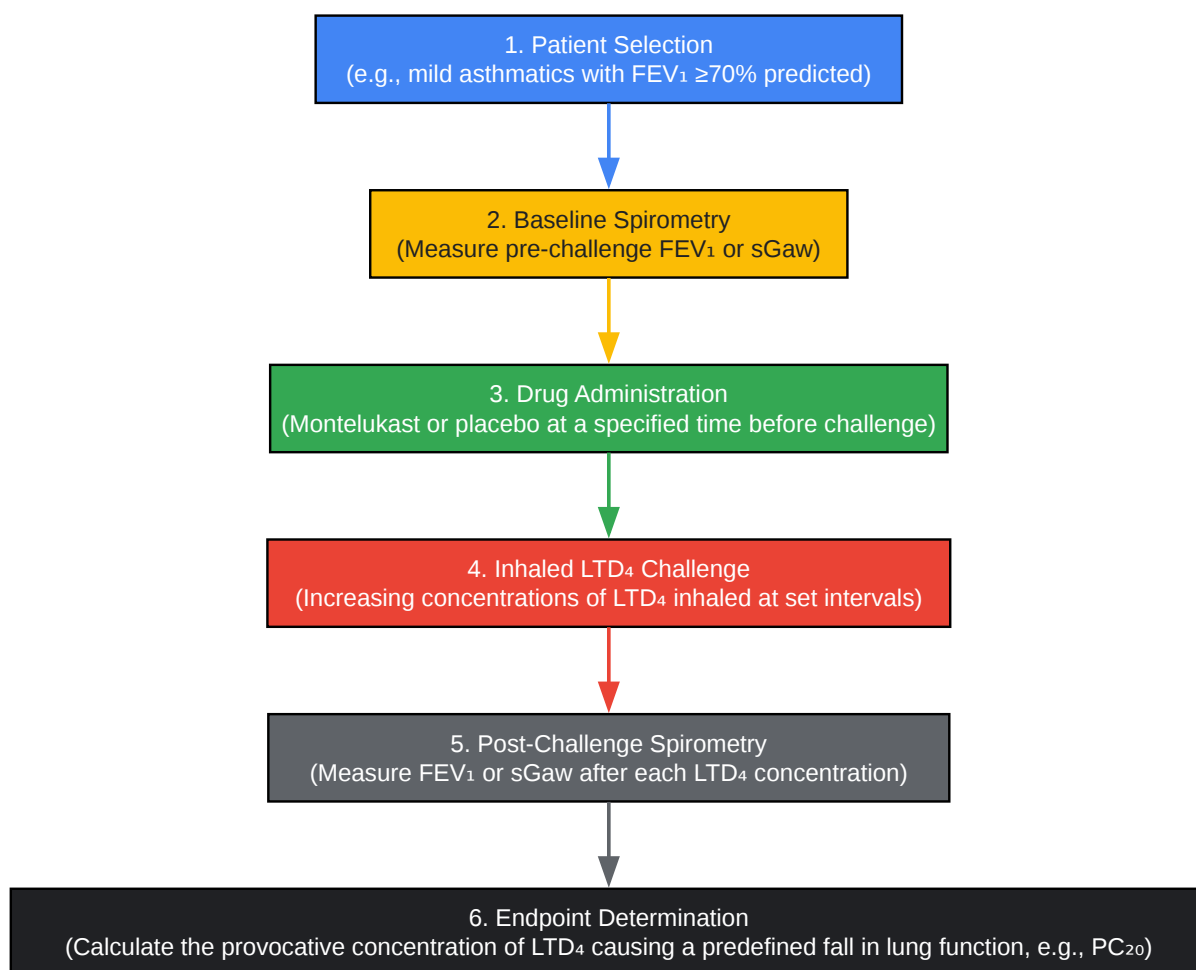 1. Patient Selection
(e.g., mild asthmatics with FEV₁ ≥70% predicted)
2. Baseline Spirometry
(Measure pre-challenge FEV₁ or sGaw)
3. Drug Administration
(Montelukast or placebo at a specified time before challenge)
4. Inhaled LTD₄ Challenge
(Increasing concentrations of LTD₄ inhaled at set intervals)
5. Post-Challenge Spirometry
(Measure FEV₁ or sGaw after each LTD₄ concentration)
6. Endpoint Determination
(Calculate the provocative concentration of LTD₄ causing a predefined fall in lung function, e.g., PC₂₀)